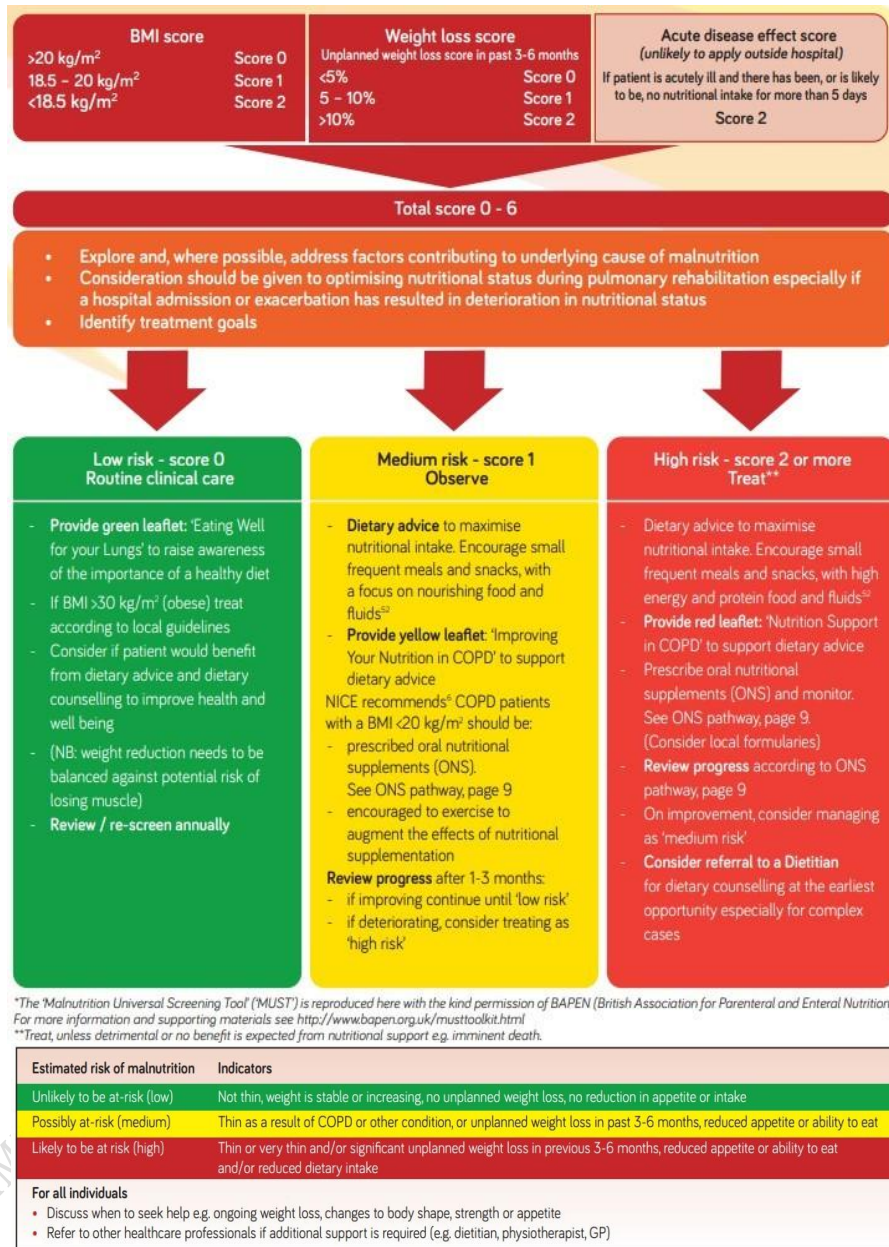 BMI score
>20 kg/m² Score 0
18.5 – 20 kg/m² Score 1
<18.5 kg/m² Score 2
Weight loss score
Unplanned weight loss score in past 3-6 months
<5% Score 0
5 – 10% Score 1
>10% Score 2
Acute disease effect score
(unlikely to apply outside hospital)
If patient is acutely ill and there has been, or is likely
to be, no nutritional intake for more than 5 days
Score 2
Total score 0 - 6
• Explore and, where possible, address factors contributing to underlying cause of malnutrition
• Consideration should be given to optimising nutritional status during pulmonary rehabilitation especially if
a hospital admission or exacerbation has resulted in deterioration in nutritional status
• Identify treatment goals
Low risk - score 0
Routine clinical care
- Provide green leaflet: ‘Eating Well
for your Lungs’ to raise awareness
of the importance of a healthy diet
- If BMI >30 kg/m² (obese) treat
according to local guidelines
- Consider if patient would benefit
from dietary advice and dietary
counselling to improve health and
well being
- (NB: weight reduction needs to be
balanced against potential risk of
losing muscle)
- Review / re-screen annually
Medium risk - score 1
Observe
- Dietary advice to maximise
nutritional intake. Encourage small
frequent meals and snacks, with
a focus on nourishing food and
fluids⁵²
- Provide yellow leaflet: ‘Improving
Your Nutrition in COPD’ to support
dietary advice
NICE recommends⁶ COPD patients
with a BMI <20 kg/m² should be:
- prescribed oral nutritional
supplements (ONS).
See ONS pathway, page 9
- encouraged to exercise to
augment the effects of nutritional
supplementation
Review progress after 1-3 months:
- if improving continue until ‘low risk’
- if deteriorating, consider treating as
‘high risk’
High risk - score 2 or more
Treat**
- Dietary advice to maximise
nutritional intake. Encourage small
frequent meals and snacks, with high
energy and protein food and fluids⁵²
- Provide red leaflet: ‘Nutrition Support
in COPD’ to support dietary advice
- Prescribe oral nutritional
supplements (ONS) and monitor.
See ONS pathway, page 9.
(Consider local formularies)
- Review progress according to ONS
pathway, page 9
- On improvement, consider managing
as ‘medium risk’
- Consider referral to a Dietitian
for dietary counselling at the earliest
opportunity especially for complex
cases
*The ‘Malnutrition Universal Screening Tool’ (‘MUST’) is reproduced here with the kind permission of BAPEN (British Association for Parenteral and Enteral Nutrition
For more information and supporting materials see http://www.bapen.org.uk/musttoolkit.html
**Treat, unless detrimental or no benefit is expected from nutritional support e.g. imminent death.
Estimated risk of malnutrition Indicators
Unlikely to be at-risk (low) Not thin, weight is stable or increasing, no unplanned weight loss, no reduction in appetite or intake
Possibly at-risk (medium) Thin as a result of COPD or other condition, or unplanned weight loss in past 3-6 months, reduced appetite or ability to eat
Likely to be at risk (high) Thin or very thin and/or significant unplanned weight loss in previous 3-6 months, reduced appetite or ability to eat
and/or reduced dietary intake
For all individuals
• Discuss when to seek help e.g. ongoing weight loss, changes to body shape, strength or appetite
• Refer to other healthcare professionals if additional support is required (e.g. dietitian, physiotherapist, GP)